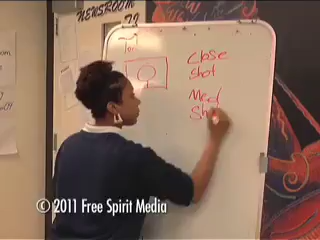 NEWSROOM
Close
shot
Med
Sh
© 2011 Free Spirit Media